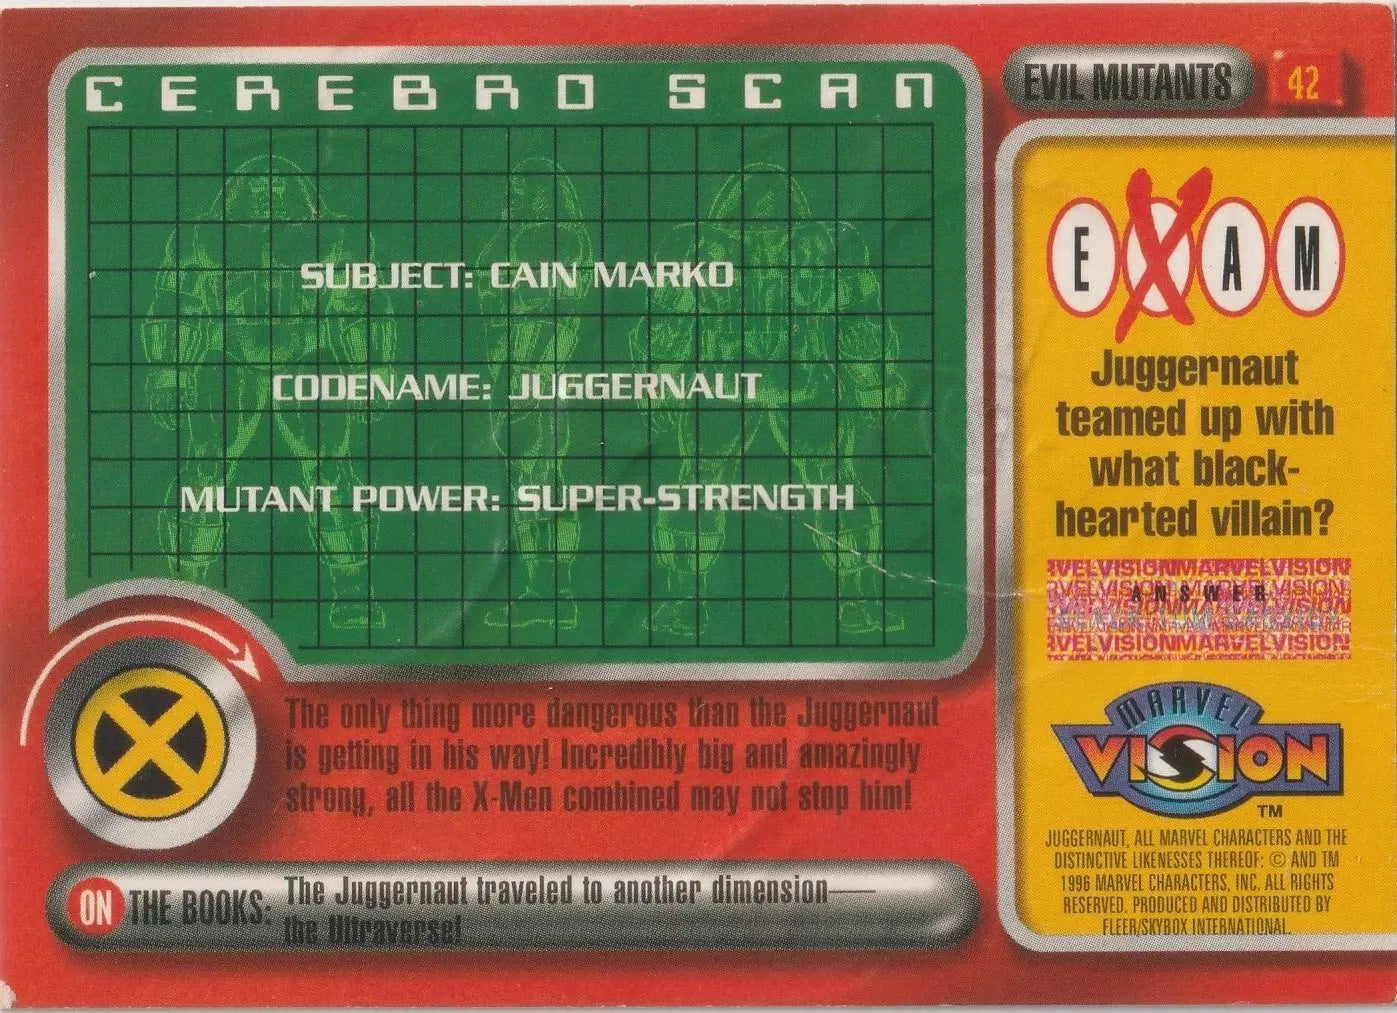 CEREBRO SCAN
SUBJECT: CAIN MARKO
CODENAME: JUGGERNAUT
MUTANT POWER: SUPER-STRENGTH
The only thing more dangerous than the Juggernaut
is getting in his way! Incredibly big and amazingly
strong, all the X-Men combined may not stop him!
ON THE BOOKS: The Juggernaut traveled to another dimension—
the Ultraverse!
EVIL MUTANTS 42
EXAM
Juggernaut
teamed up with
what black-
hearted villain?
VELVISIONMARVELVISION
ANSWER
VELVISIONMARVELVISION
MARVEL
VISION
TM
JUGGERNAUT, ALL MARVEL CHARACTERS AND THE
DISTINCTIVE LIKENESSES THEREOF: © AND TM
1996 MARVEL CHARACTERS, INC. ALL RIGHTS
RESERVED. PRODUCED AND DISTRIBUTED BY
FLEER/SKYBOX INTERNATIONAL.